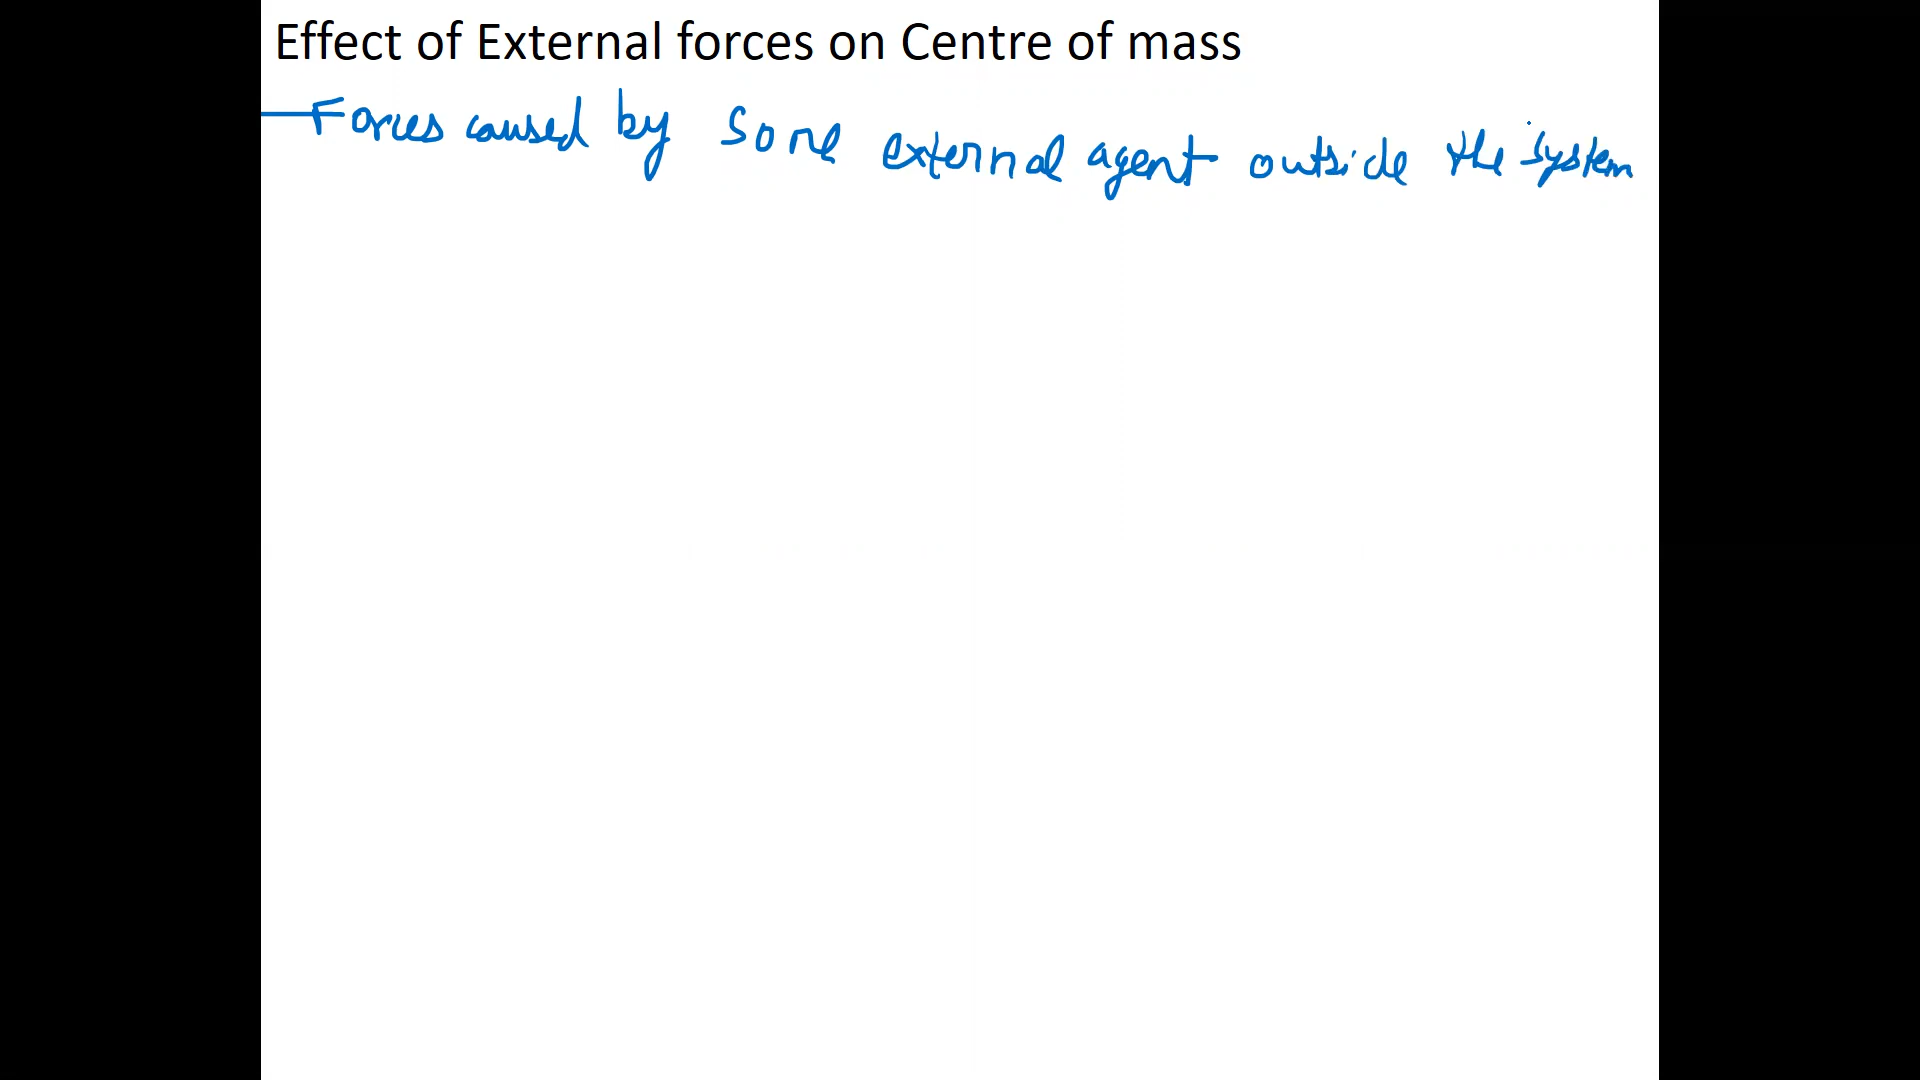 Effect of External forces on Centre of mass
Forces caused by some external agent outside the system